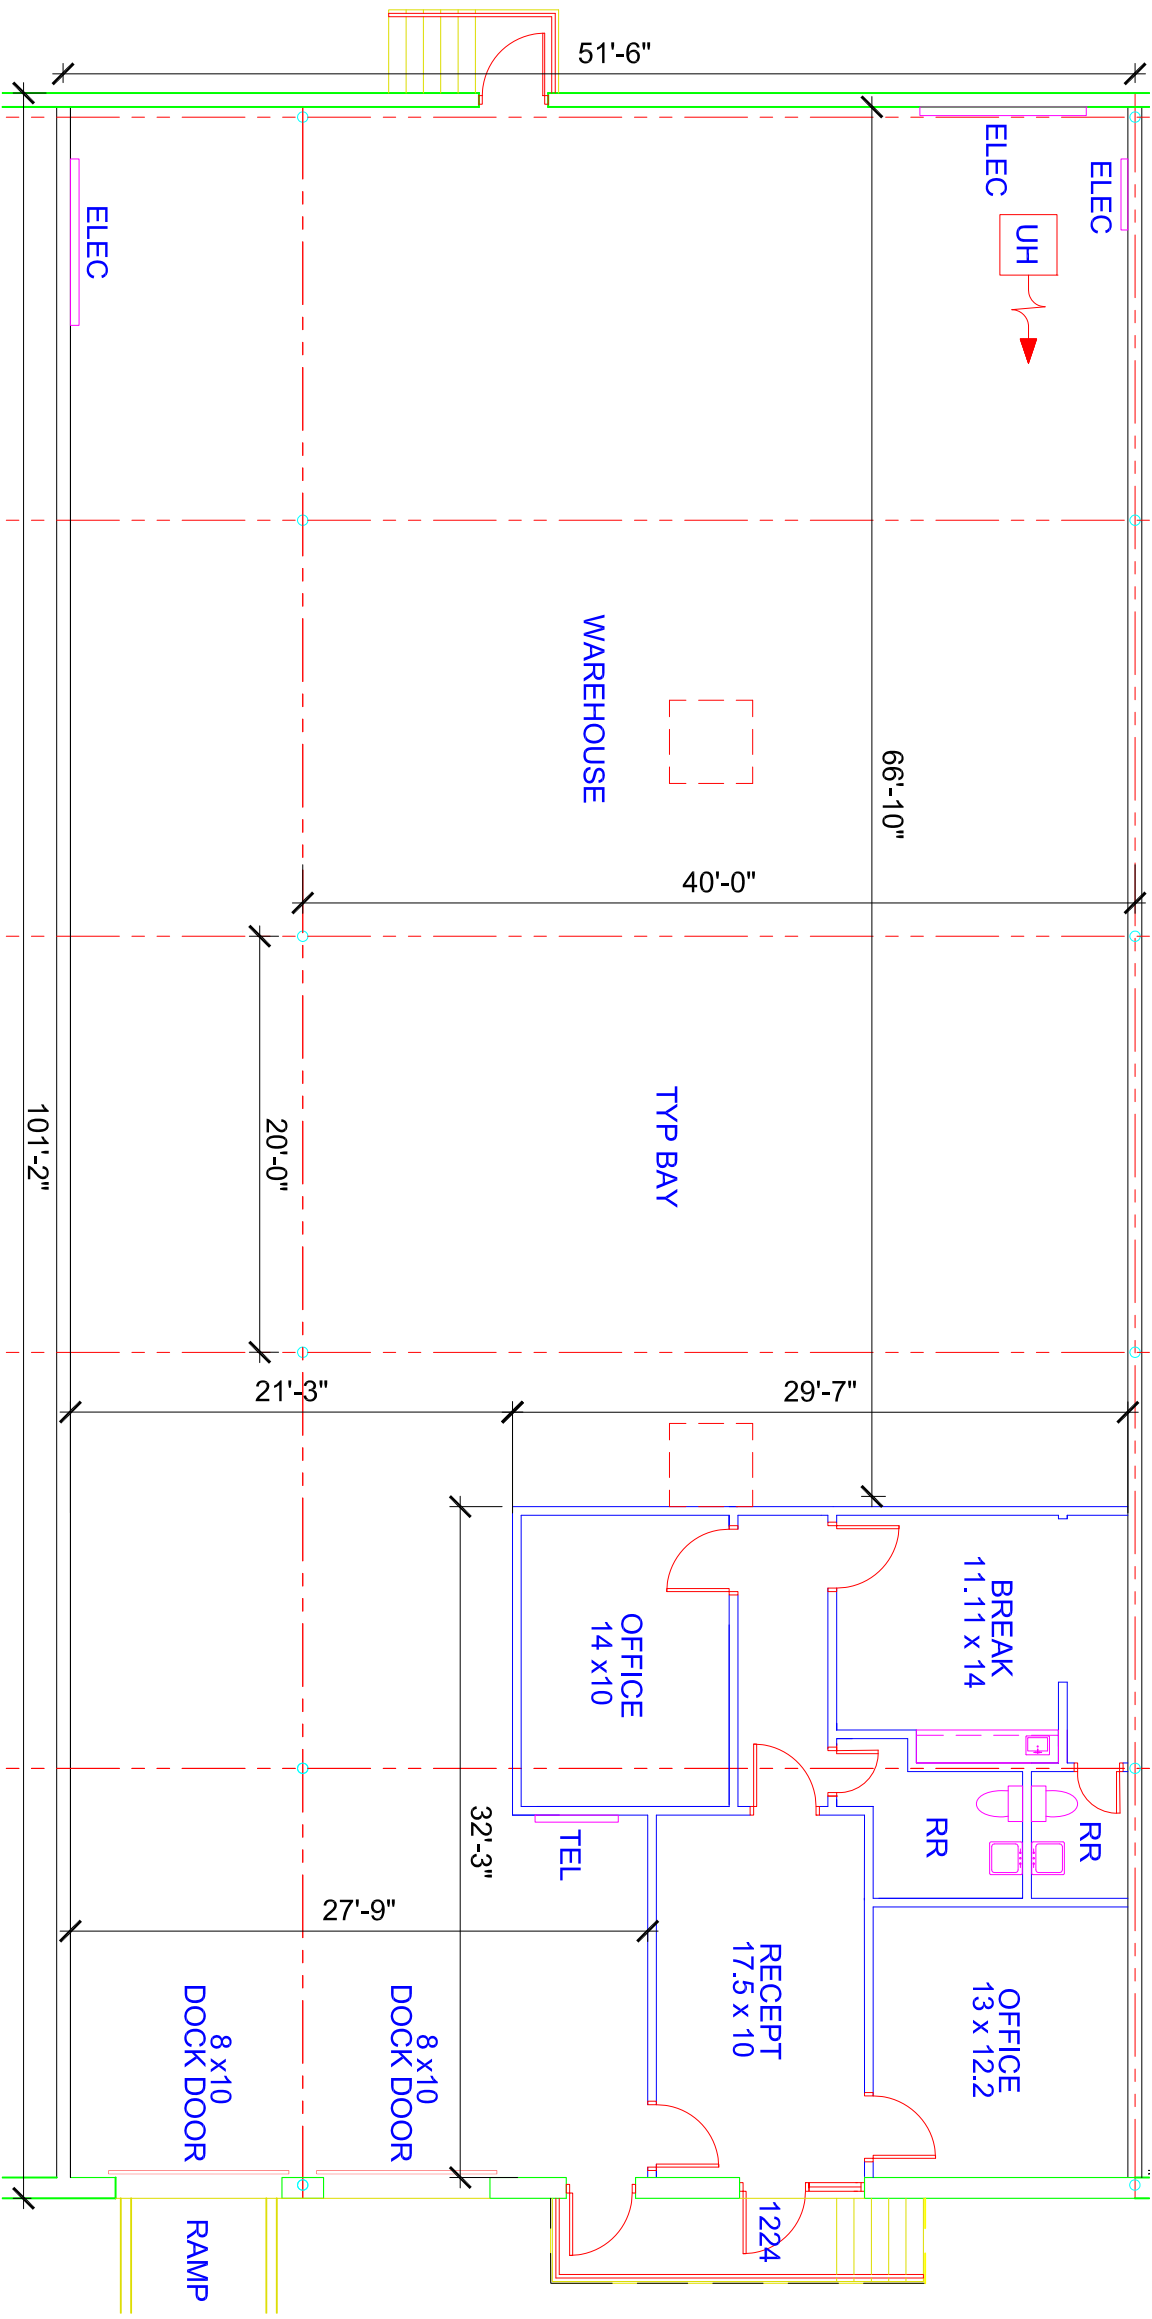 51'-6"
ELEC
ELEC
ELEC
UH
WAREHOUSE
66'-10"
40'-0"
TYP BAY
20'-0"
101'-2"
21'-3"
29'-7"
BREAK
11.11 x 14
OFFICE
14 x10
RR
RR
TEL
32'-3"
27'-9"
RECEPT
17.5 x 10
OFFICE
13 x 12.2
8 x10
DOCK DOOR
8 x10
DOCK DOOR
1224
RAMP